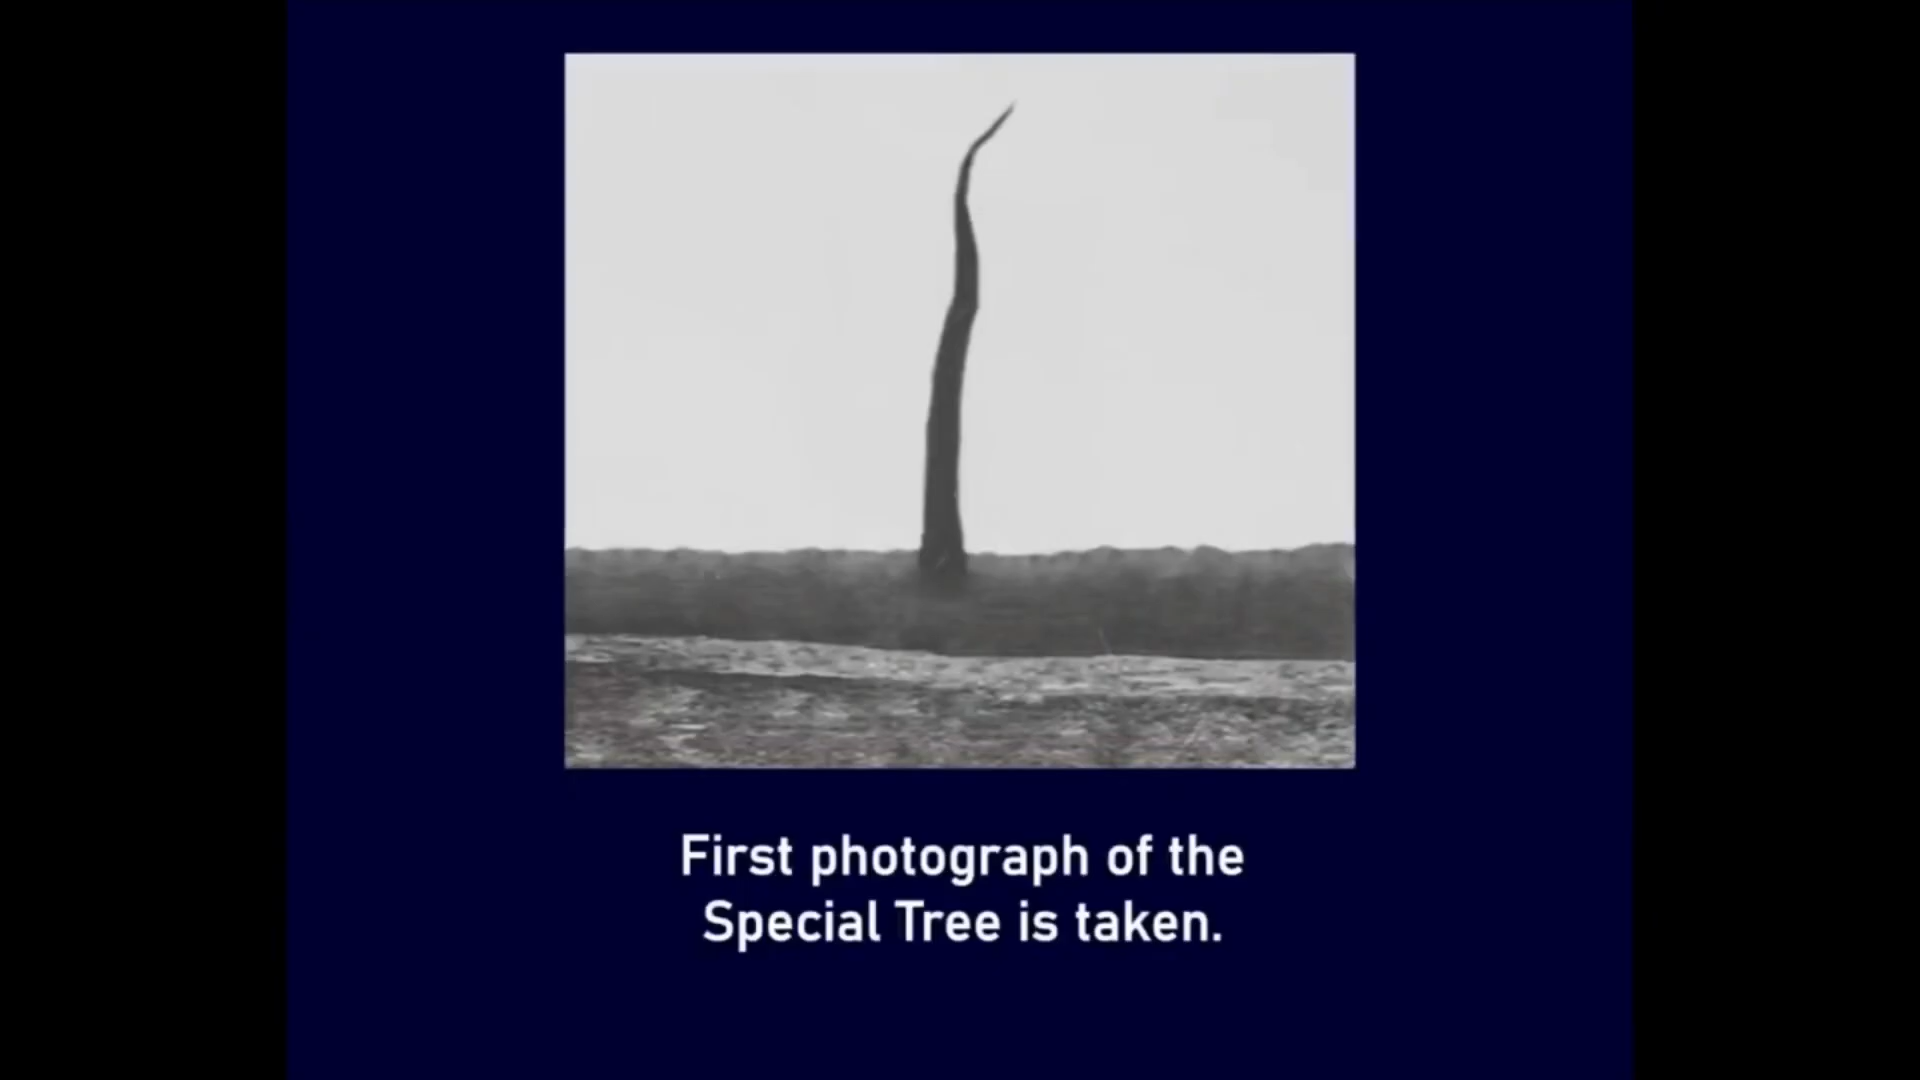 First photograph of the
Special Tree is taken.